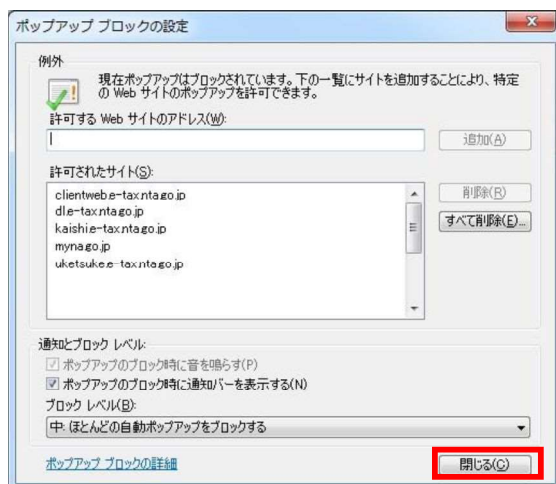 ポップアップ ブロックの設定
例外
現在ポップアップはブロックされています。下の一覧にサイトを追加することにより、特定
の Web サイトのポップアップを許可できます。
許可する Web サイトのアドレス(W):
追加(A)
許可されたサイト(S):
clientweb.e-tax.nta.go.jp
dl.e-tax.nta.go.jp
kaishi.e-tax.nta.go.jp
myna.go.jp
uketsuke.e-tax.nta.go.jp
削除(R)
すべて削除(E)...
通知とブロック レベル:
ポップアップのブロック時に音を鳴らす(P)
ポップアップのブロック時に通知バーを表示する(N)
ブロック レベル(B):
中: ほとんどの自動ポップアップをブロックする
ポップアップ ブロックの詳細
閉じる(C)